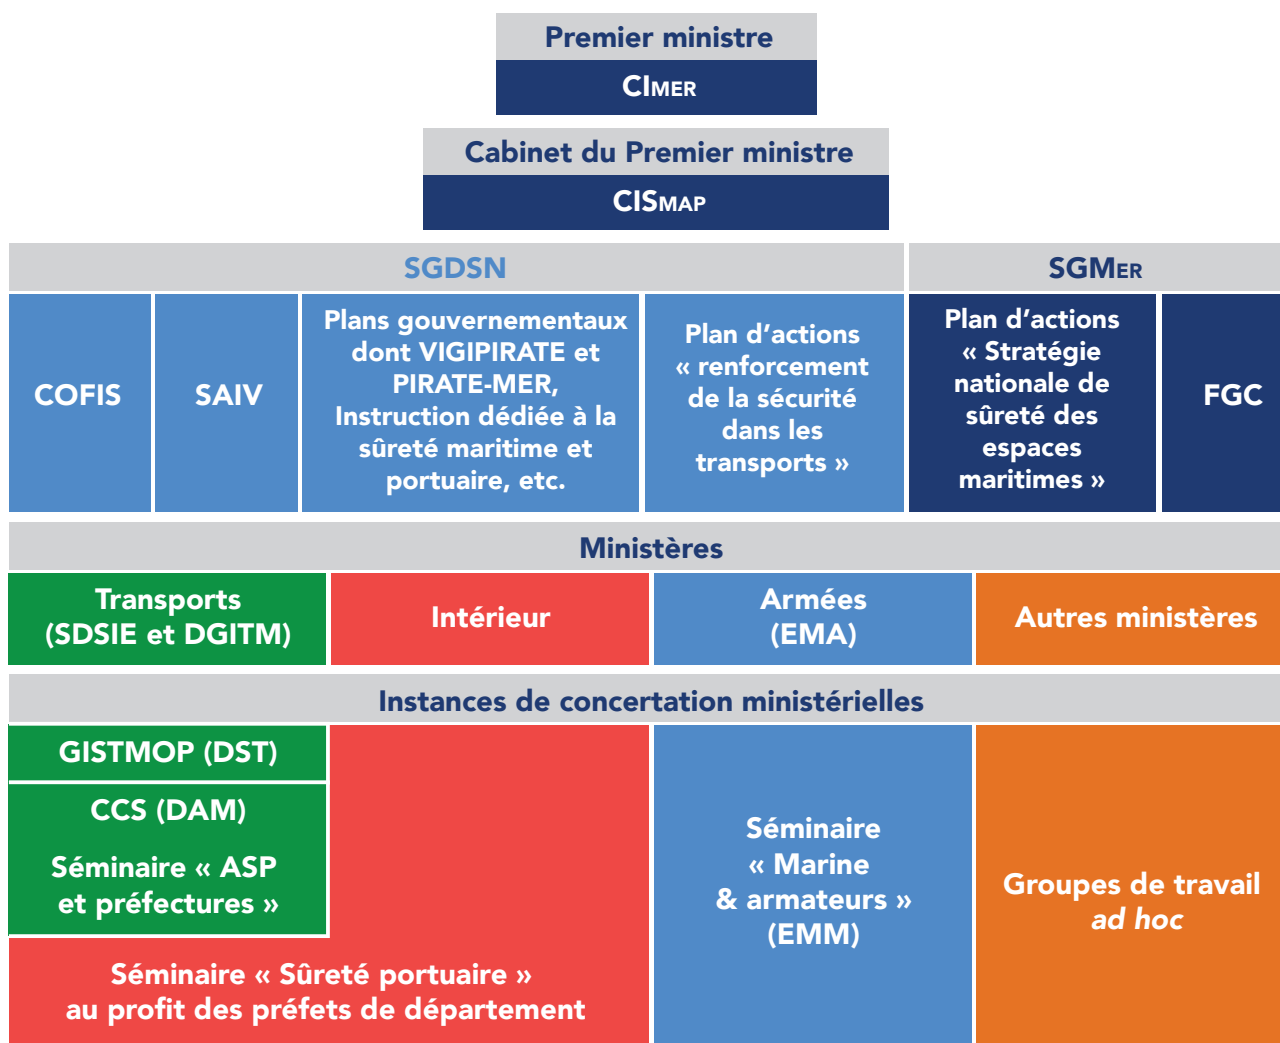 Premier ministre
CIMER
Cabinet du Premier ministre
CISMAP
SGDSN
SGMER
COFIS
SAIV
Plans gouvernementaux
dont VIGIPIRATE et
PIRATE-MER,
Instruction dédiée à la
sûreté maritime et
portuaire, etc.
Plan d’actions
« renforcement
de la sécurité
dans les
transports »
Plan d’actions
« Stratégie
nationale de
sûreté des
espaces
maritimes »
FGC
Ministères
Transports
(SDSIE et DGITM)
Intérieur
Armées
(EMA)
Autres ministères
Instances de concertation ministérielles
GISTMOP (DST)
CCS (DAM)
Séminaire « ASP
et préfectures »
Séminaire « Sûreté portuaire »
au profit des préfets de département
Séminaire
« Marine
& armateurs »
(EMM)
Groupes de travail
ad hoc